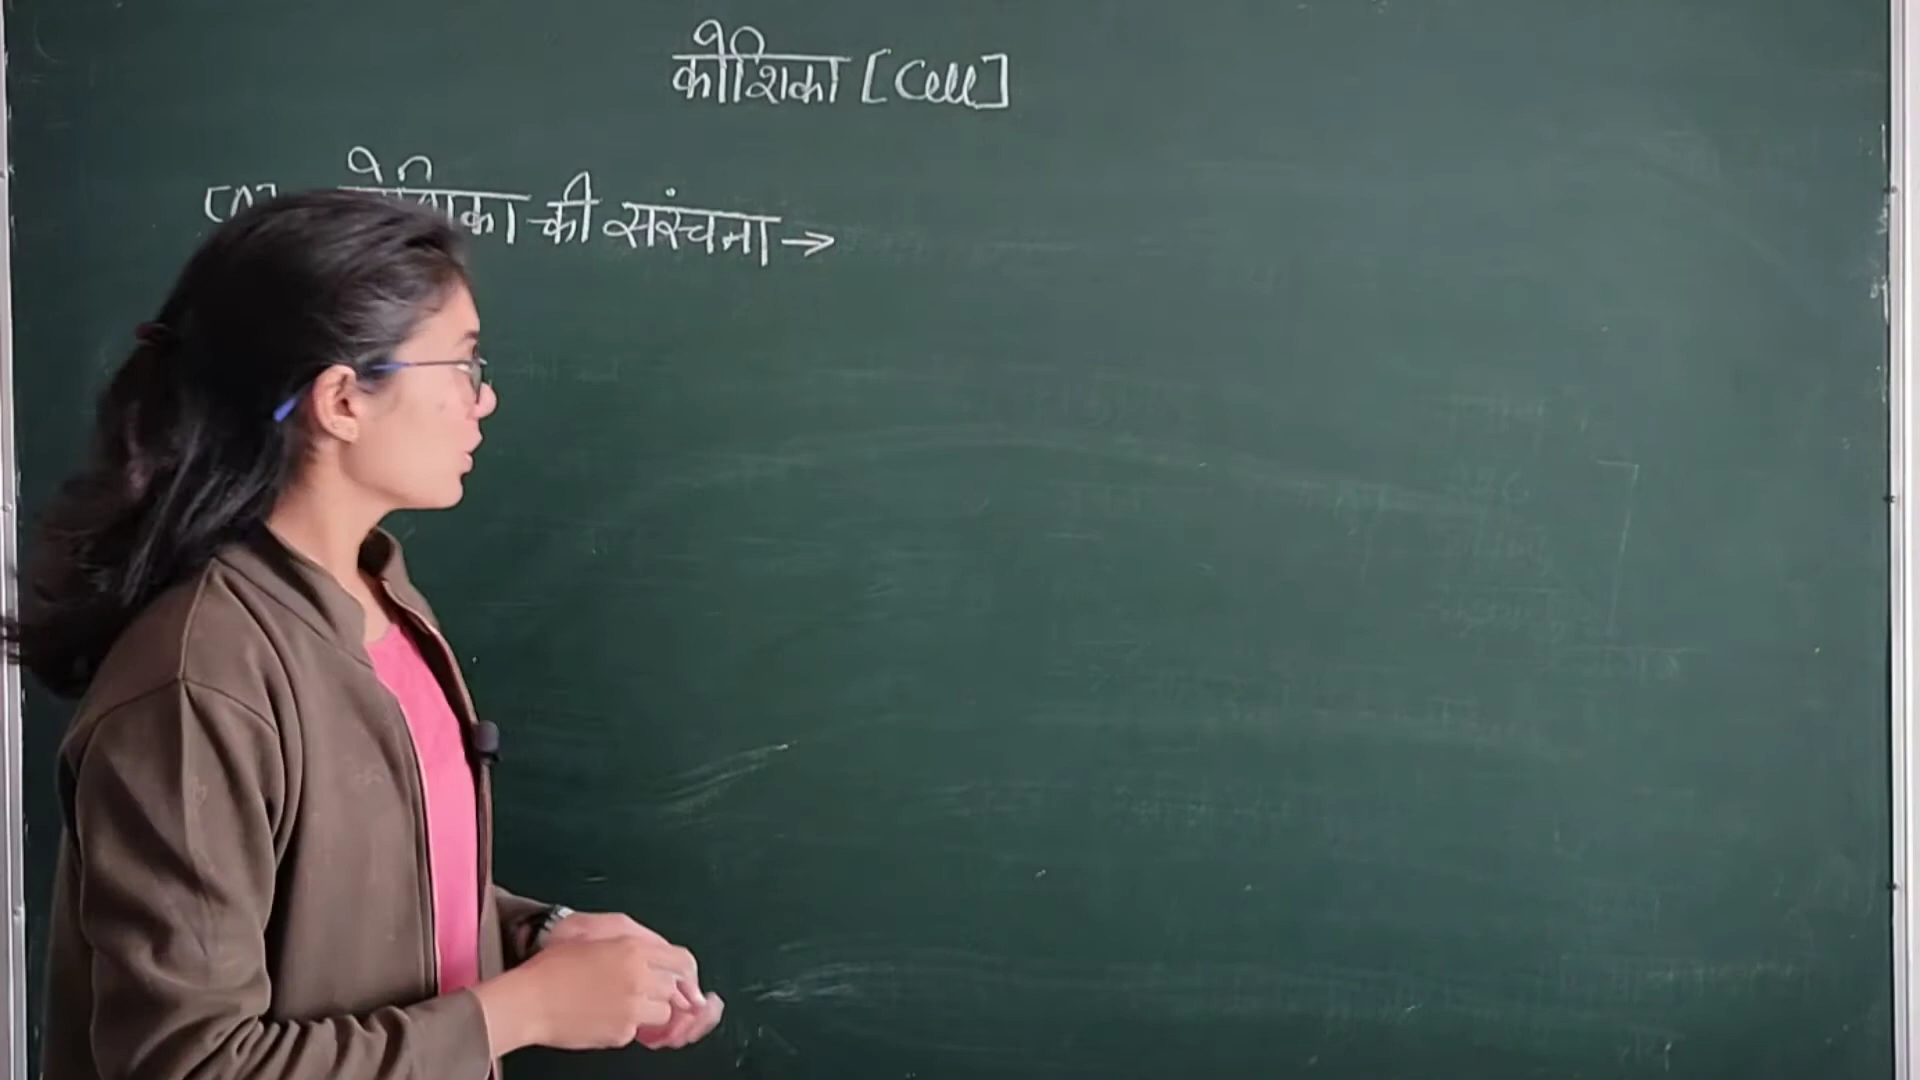 कोशिका [Cell]
की संरचना →